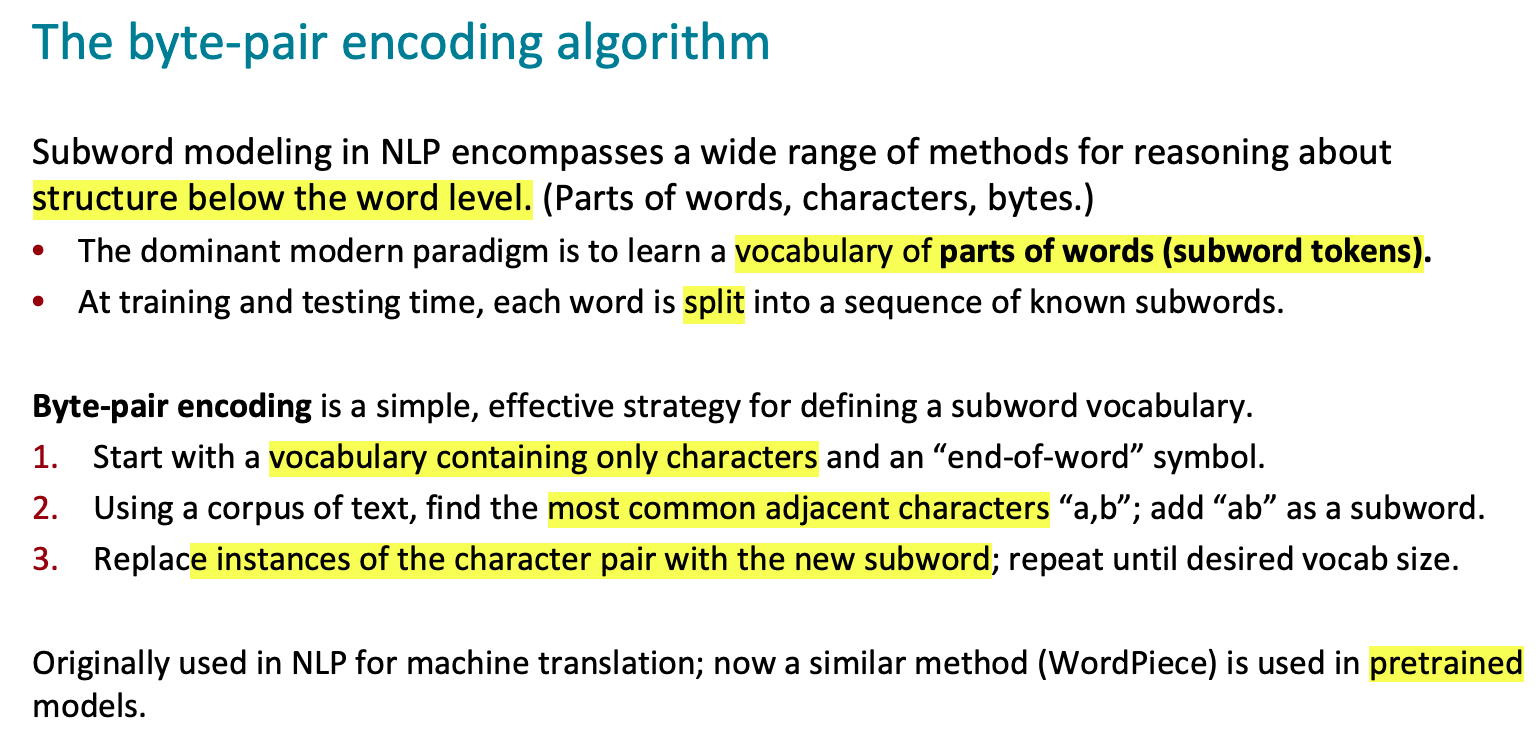 The byte-pair encoding algorithm
Subword modeling in NLP encompasses a wide range of methods for reasoning about
structure below the word level. (Parts of words, characters, bytes.)
• The dominant modern paradigm is to learn a vocabulary of parts of words (subword tokens).
• At training and testing time, each word is split into a sequence of known subwords.
Byte-pair encoding is a simple, effective strategy for defining a subword vocabulary.
1. Start with a vocabulary containing only characters and an “end-of-word” symbol.
2. Using a corpus of text, find the most common adjacent characters “a,b”; add “ab” as a subword.
3. Replace instances of the character pair with the new subword; repeat until desired vocab size.
Originally used in NLP for machine translation; now a similar method (WordPiece) is used in pretrained
models.